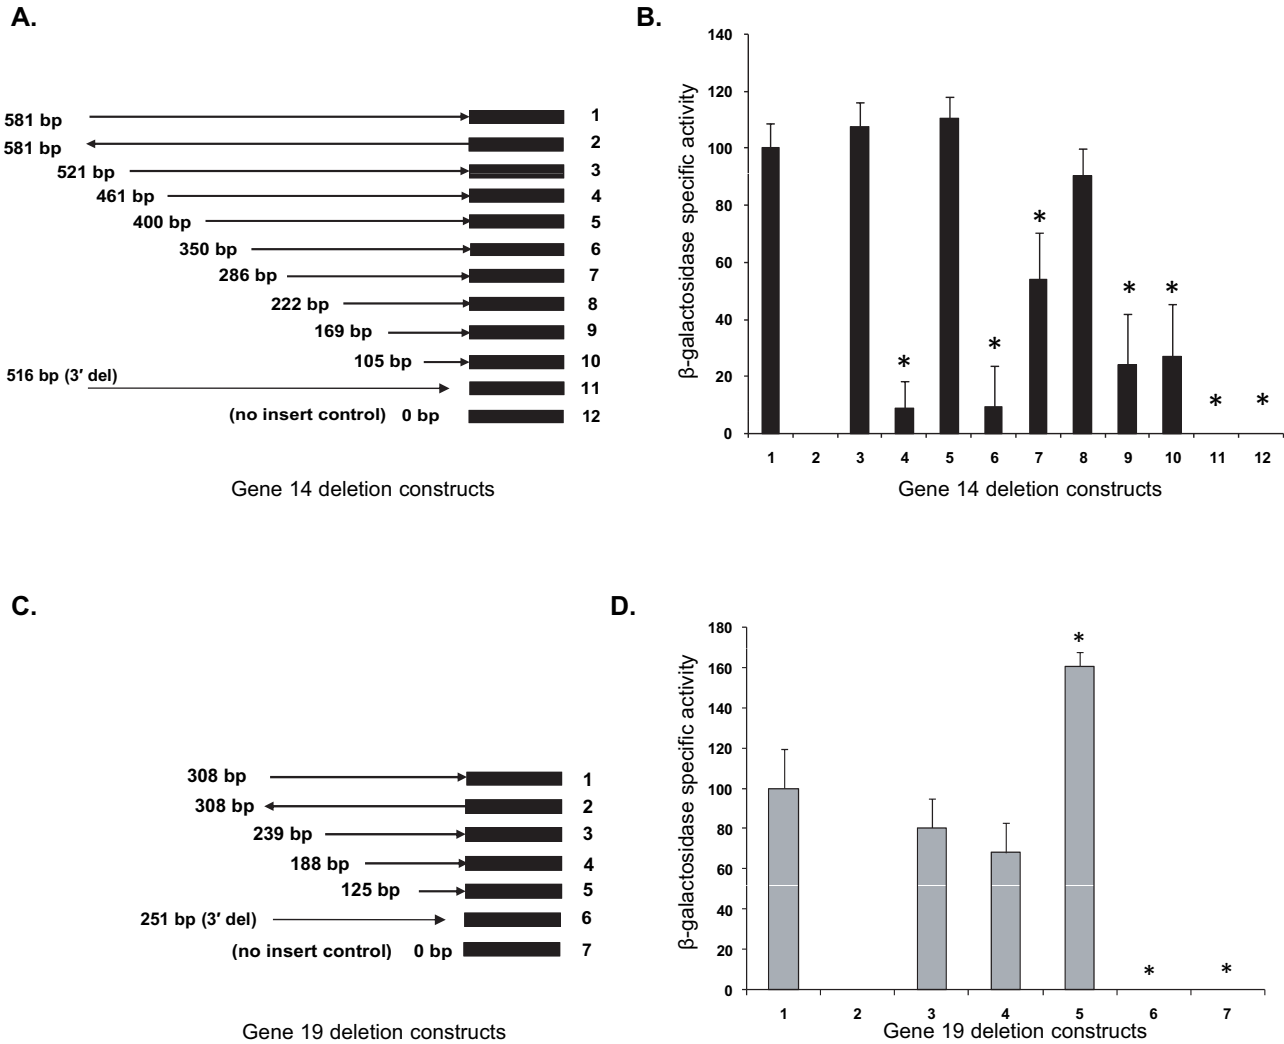 A.
581 bp 1
581 bp 2
521 bp 3
461 bp 4
400 bp 5
350 bp 6
286 bp 7
222 bp 8
169 bp 9
105 bp 10
516 bp (3′ del) 11
(no insert control) 0 bp 12
Gene 14 deletion constructs
B.
β-galactosidase specific activity
140
120
100
80
60
40
20
0
* * * * * * *
1 2 3 4 5 6 7 8 9 10 11 12
Gene 14 deletion constructs
C.
308 bp 1
308 bp 2
239 bp 3
188 bp 4
125 bp 5
251 bp (3′ del) 6
(no insert control) 0 bp 7
Gene 19 deletion constructs
D.
β-galactosidase specific activity
180
160
140
120
100
80
60
40
20
0
* * *
1 2 3 4 5 6 7
Gene 19 deletion constructs